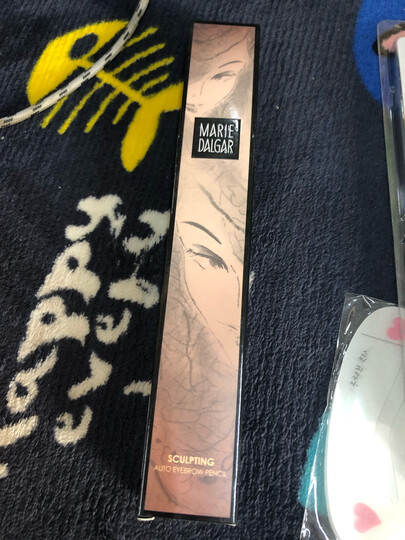 MARIE
DALGAR
SCULPTING
AUTO EYEBROW PENCIL
Happy
every